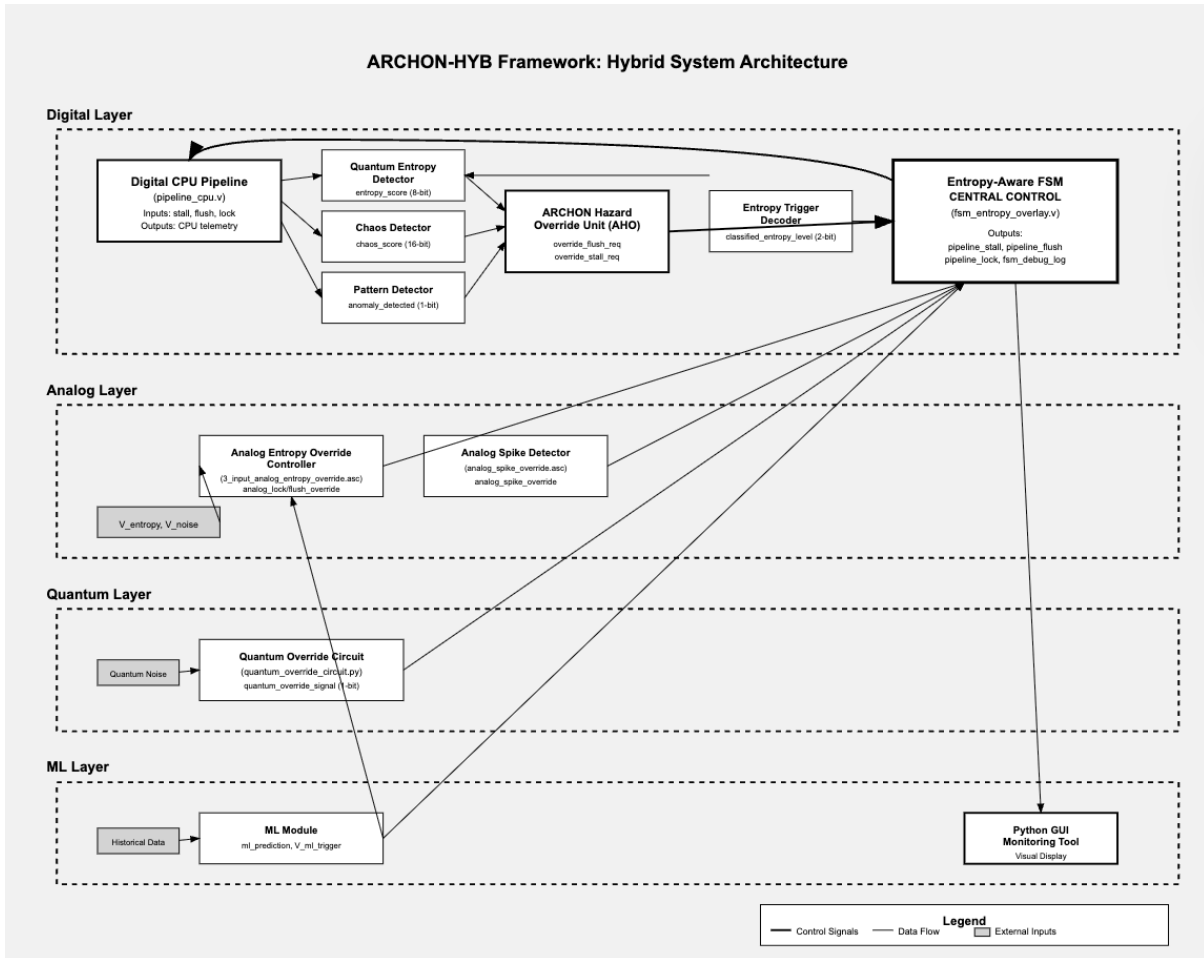 ARCHON-HYB Framework: Hybrid System Architecture
Digital Layer
Digital CPU Pipeline
(pipeline_cpu.v)
Inputs: stall, flush, lock
Outputs: CPU telemetry
Quantum Entropy
Detector
entropy_score (8-bit)
Chaos Detector
chaos_score (16-bit)
Pattern Detector
anomaly_detected (1-bit)
ARCHON Hazard
Override Unit (AHO)
override_flush_req
override_stall_req
Entropy Trigger
Decoder
classified_entropy_level (2-bit)
Entropy-Aware FSM
CENTRAL CONTROL
(fsm_entropy_overlay.v)
Outputs:
pipeline_stall, pipeline_flush
pipeline_lock, fsm_debug_log
Analog Layer
Analog Entropy Override
Controller
(3_input_analog_entropy_override.asc)
analog_lock/flush_override
Analog Spike Detector
(analog_spike_override.asc)
analog_spike_override
V_entropy, V_noise
Quantum Layer
Quantum Noise
Quantum Override Circuit
(quantum_override_circuit.py)
quantum_override_signal (1-bit)
ML Layer
Historical Data
ML Module
ml_prediction, V_ml_trigger
Python GUI
Monitoring Tool
Visual Display
Legend
Control Signals
Data Flow
External Inputs